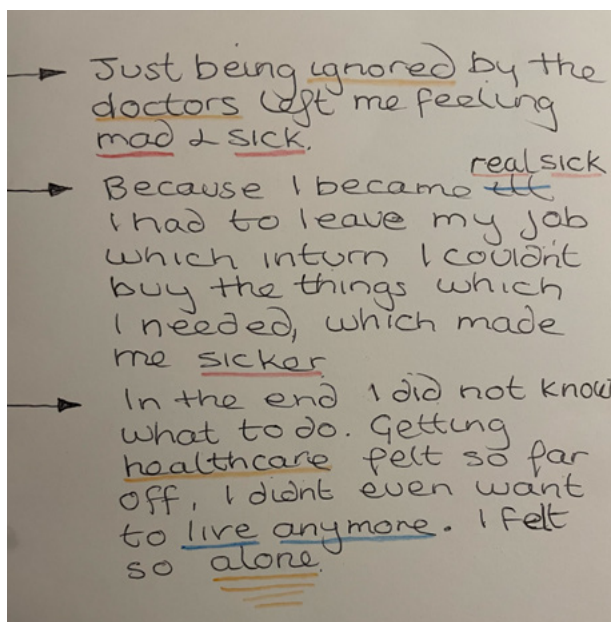 Just being ignored by the
doctors left me feeling
mad & sick.
real sick
Because I became ill
I had to leave my job
which inturn I couldn't
buy the things which
I needed, which made
me sicker
In the end I did not know
what to do. Getting
healthcare felt so far
off, I didnt even want
to live anymore. I felt
so alone